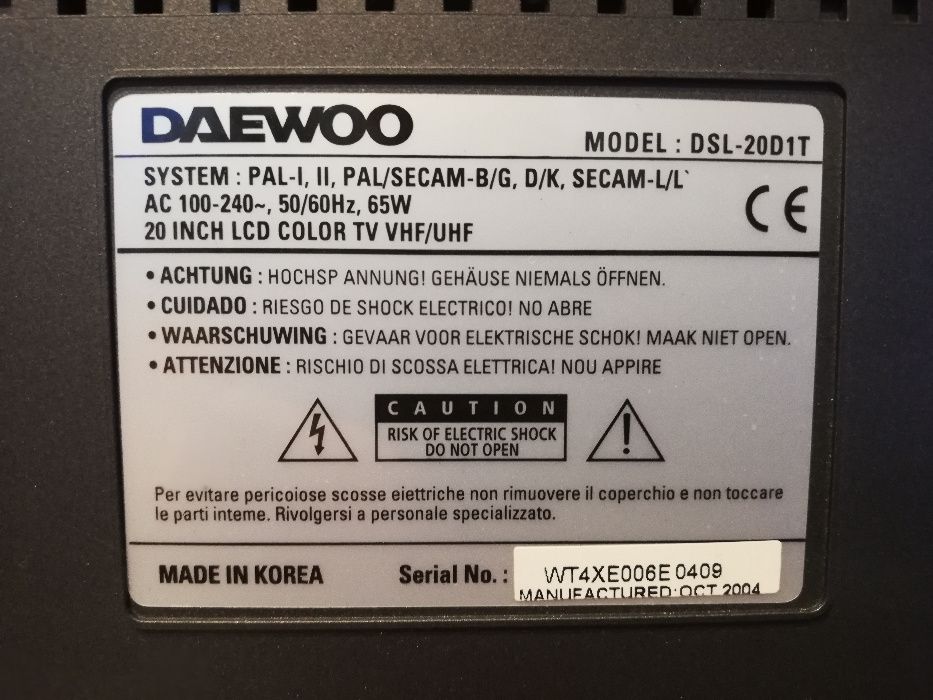 DAEWOO
MODEL : DSL-20D1T
SYSTEM : PAL-I, II, PAL/SECAM-B/G, D/K, SECAM-L/L`
AC 100-240~, 50/60Hz, 65W
20 INCH LCD COLOR TV VHF/UHF
CE
• ACHTUNG : HOCHSP ANNUNG! GEHÄUSE NIEMALS ÖFFNEN.
• CUIDADO : RIESGO DE SHOCK ELECTRICO! NO ABRE
• WAARSCHUWING : GEVAAR VOOR ELEKTRISCHE SCHOK! MAAK NIET OPEN.
• ATTENZIONE : RISCHIO DI SCOSSA ELETTRICA! NOU APPIRE
CAUTION
RISK OF ELECTRIC SHOCK
DO NOT OPEN
Per evitare pericoiose scosse eiettriche non rimuovere il coperchio e non toccare
le parti inteme. Rivolgersi a personale specializzato.
MADE IN KOREA
Serial No. : WT4XE006E0409
MANUFACTURED:OCT 2004